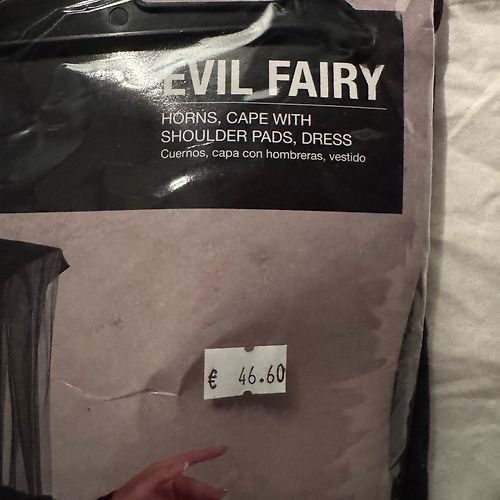 EVIL FAIRY
HORNS, CAPE WITH
SHOULDER PADS, DRESS
Cuernos, capa con hombreras, vestido
€ 46.60